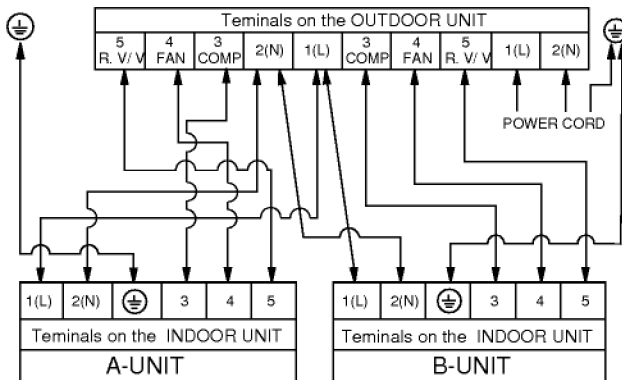 Teminals on the OUTDOOR UNIT
5 R. V/ V
4 FAN
3 COMP
2(N)
1(L)
3 COMP
4 FAN
5 R. V/ V
1(L)
2(N)
POWER CORD
1(L) 2(N) 3 4 5
Teminals on the INDOOR UNIT
A-UNIT
1(L) 2(N) 3 4 5
Teminals on the INDOOR UNIT
B-UNIT